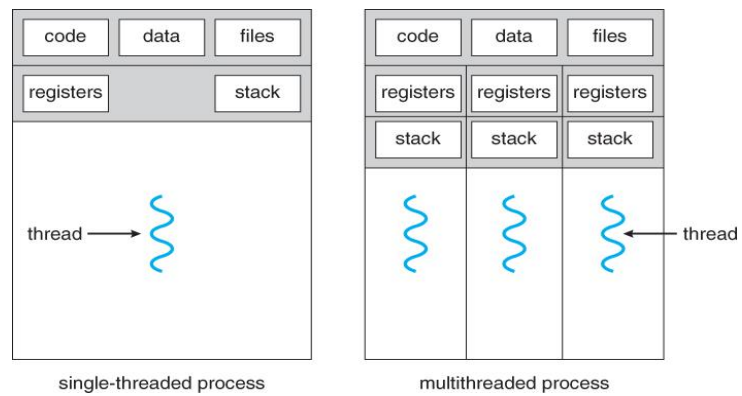 code data files
registers stack
thread
single-threaded process
code data files
registers registers registers
stack stack stack
thread
multithreaded process